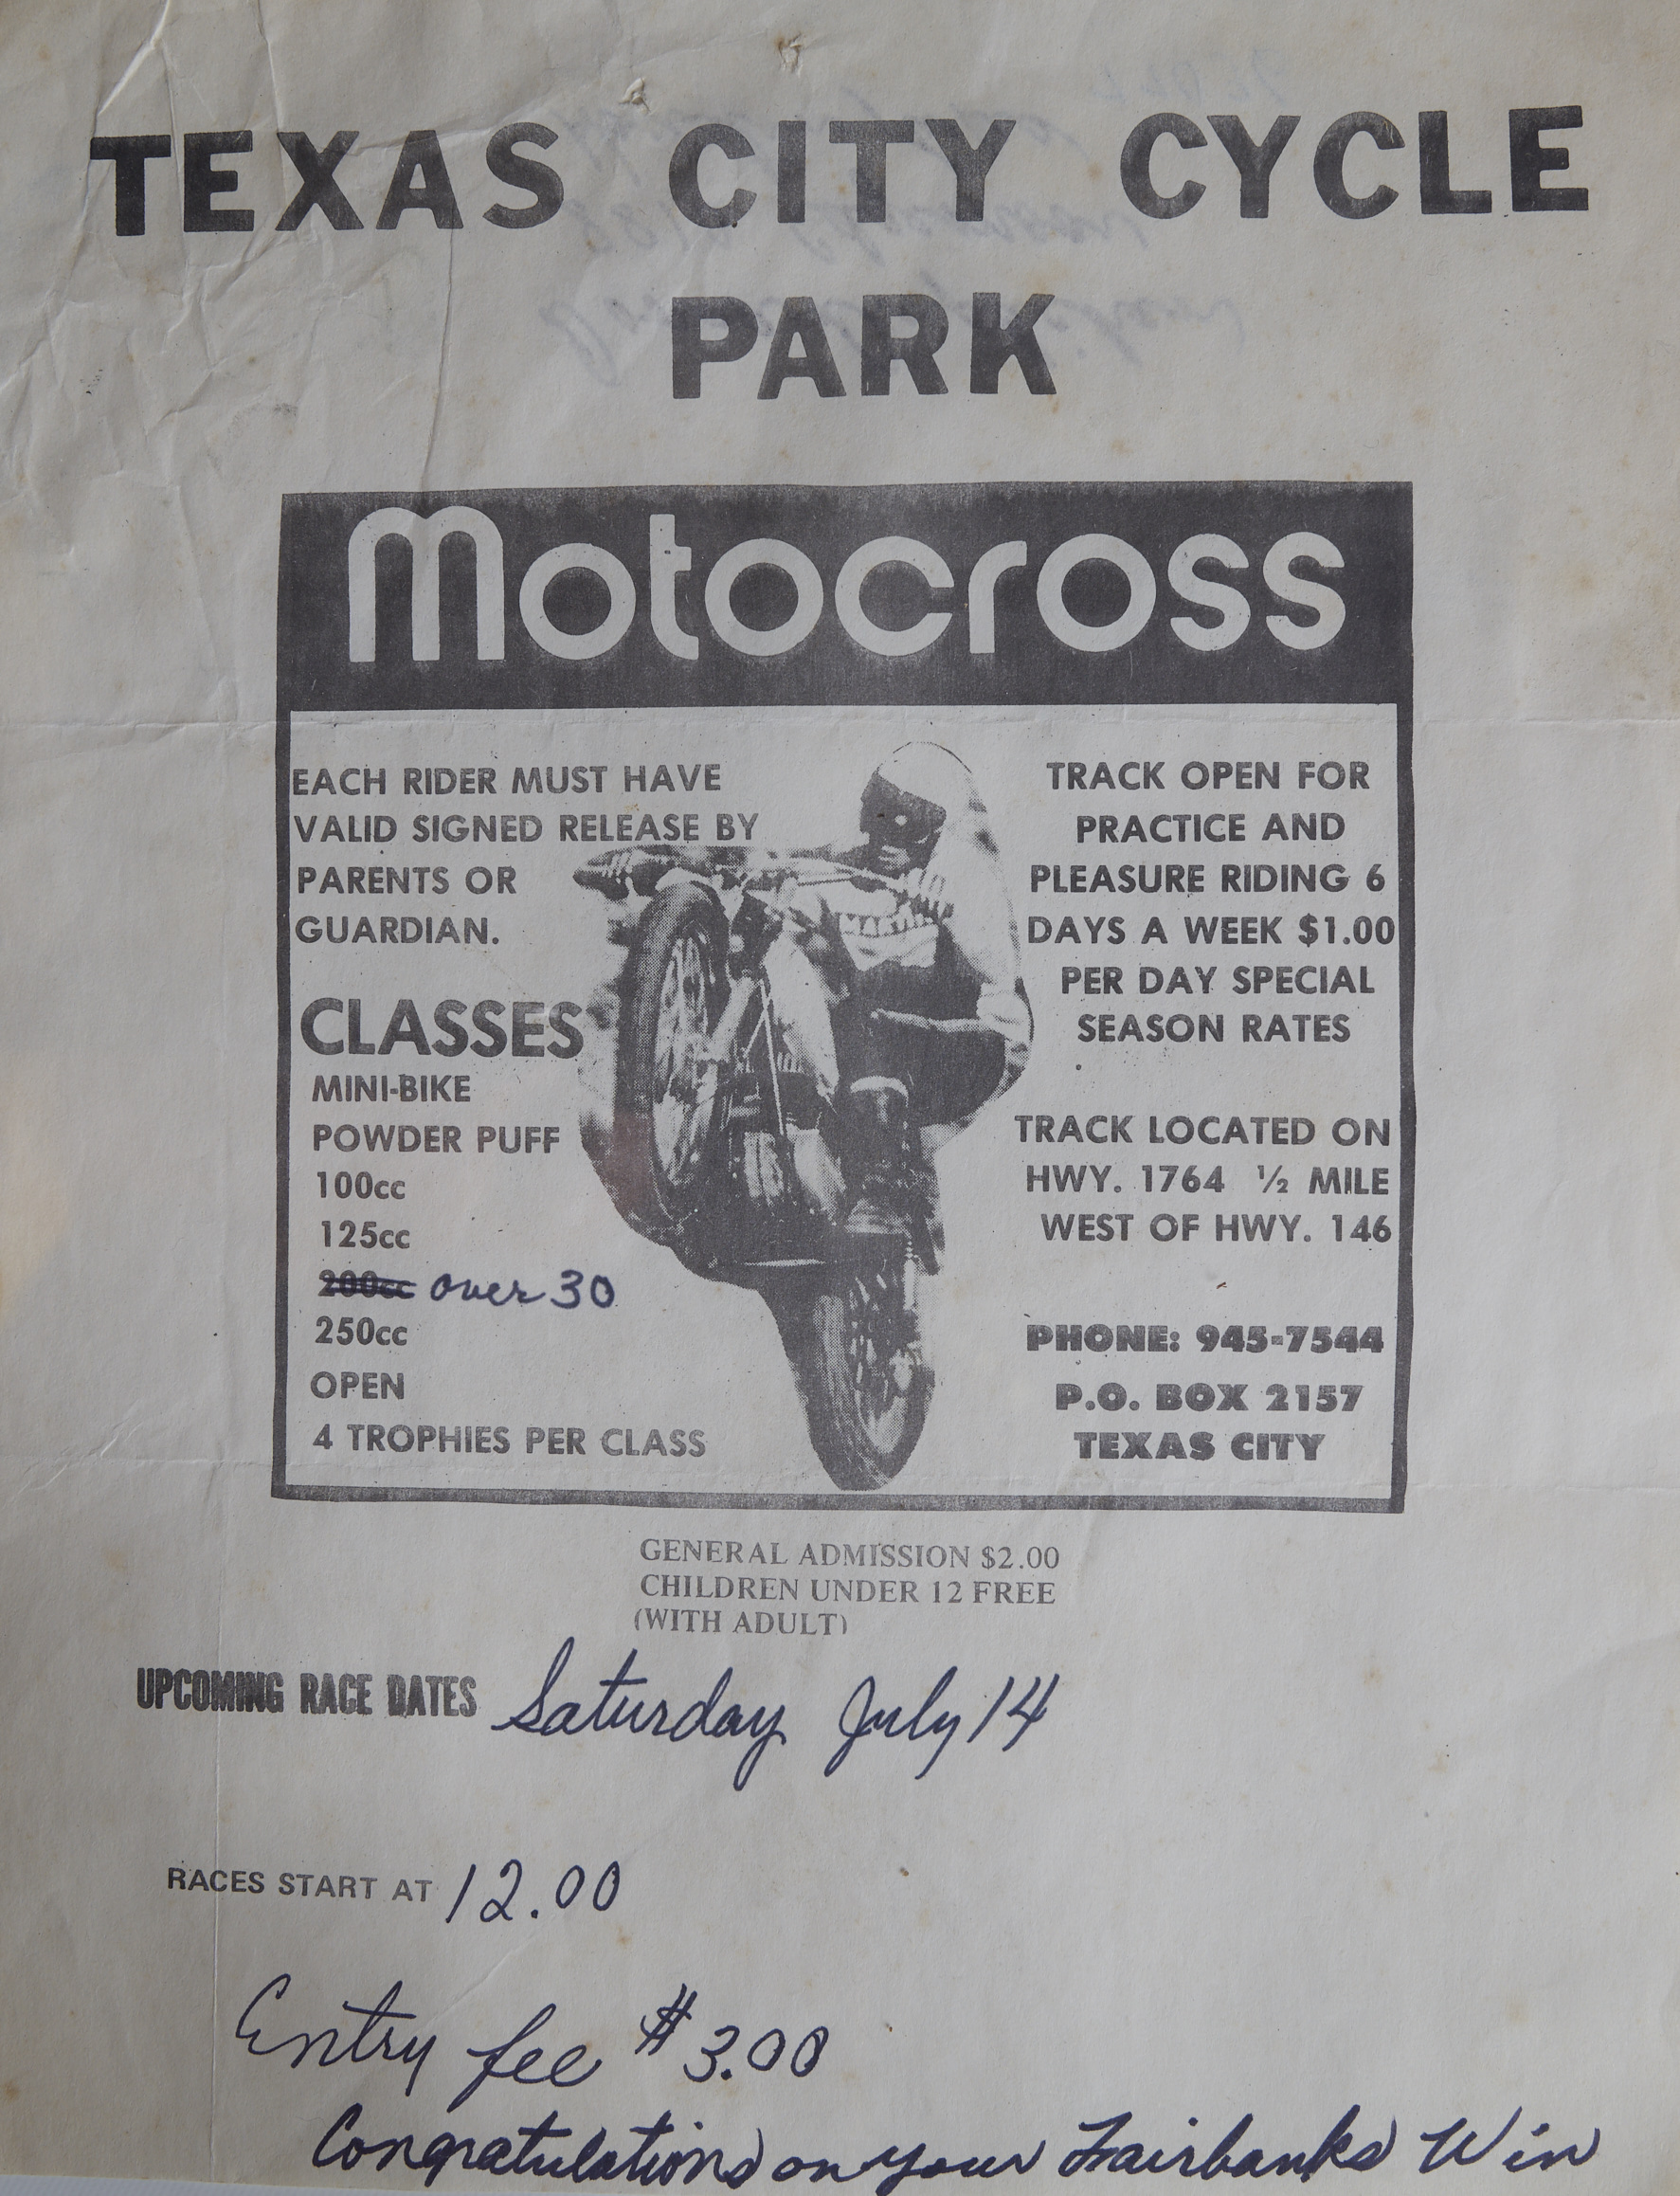 TEXAS CITY CYCLE
PARK
Motocross
EACH RIDER MUST HAVE
VALID SIGNED RELEASE BY
PARENTS OR
GUARDIAN.
CLASSES
MINI-BIKE
POWDER PUFF
100cc
125cc
200cc over 30
250cc
OPEN
4 TROPHIES PER CLASS
TRACK OPEN FOR
PRACTICE AND
PLEASURE RIDING 6
DAYS A WEEK $1.00
PER DAY SPECIAL
SEASON RATES
TRACK LOCATED ON
HWY. 1764 ½ MILE
WEST OF HWY. 146
PHONE: 945-7544
P.O. BOX 2157
TEXAS CITY
GENERAL ADMISSION $2.00
CHILDREN UNDER 12 FREE
(WITH ADULT)
UPCOMING RACE DATES Saturday July 14
RACES START AT 12.00
Entry fee $3.00
Congratulations on your Fairbanks Win